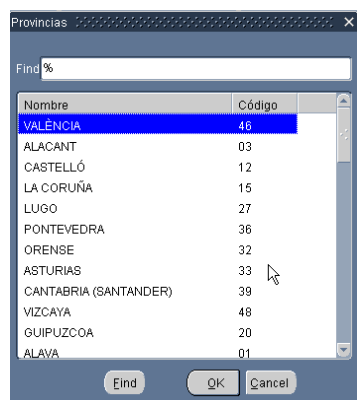 Provincias
Find %
Nombre Código
VALÈNCIA 46
ALACANT 03
CASTELLÓ 12
LA CORUÑA 15
LUGO 27
PONTEVEDRA 36
ORENSE 32
ASTURIAS 33
CANTABRIA (SANTANDER) 39
VIZCAYA 48
GUIPUZCOA 20
ALAVA 01
Find OK Cancel